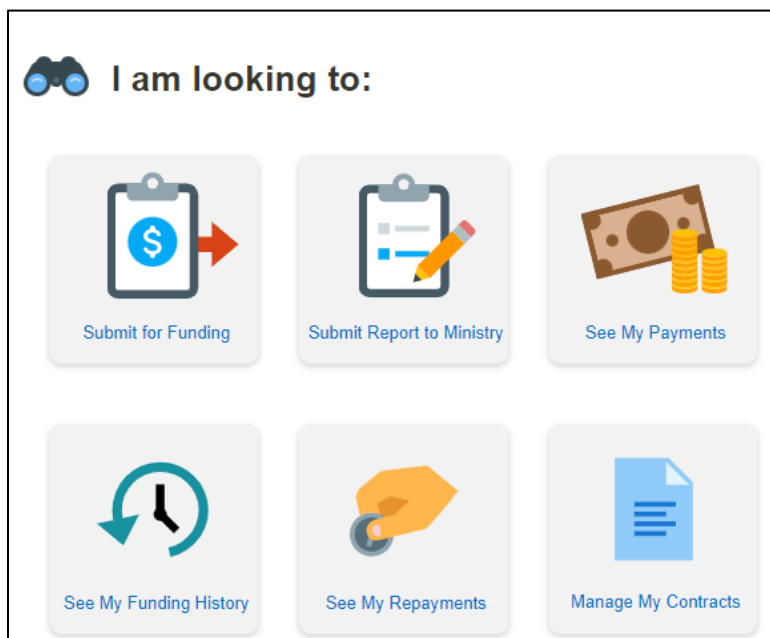 I am looking to:
$
Submit for Funding
Submit Report to Ministry
See My Payments
See My Funding History
See My Repayments
Manage My Contracts